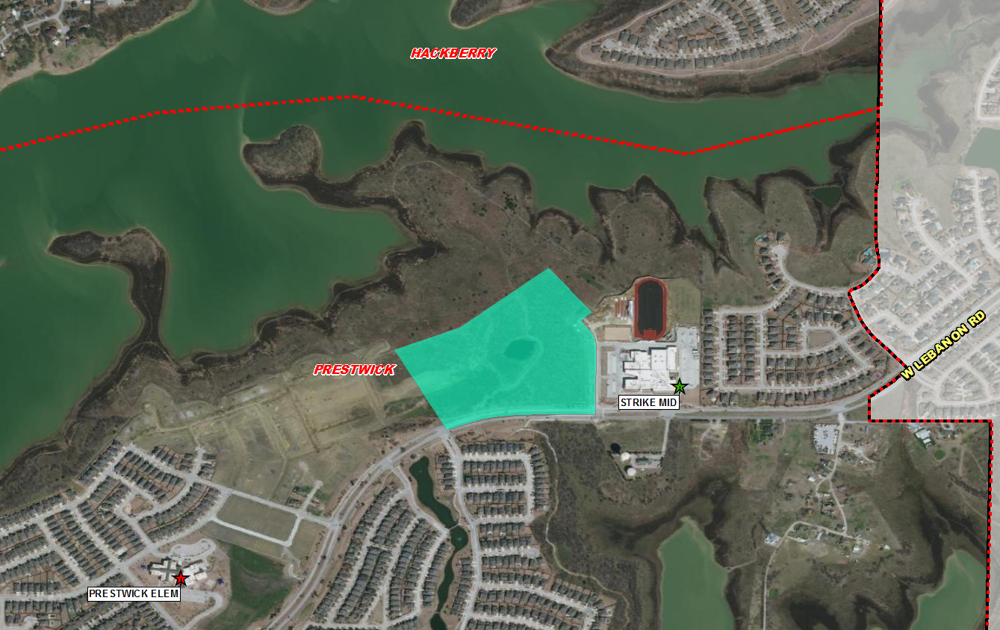 HACKBERRY
PRESTWICK
W LEBANON RD
STRIKE MID
PRESTWICK ELEM